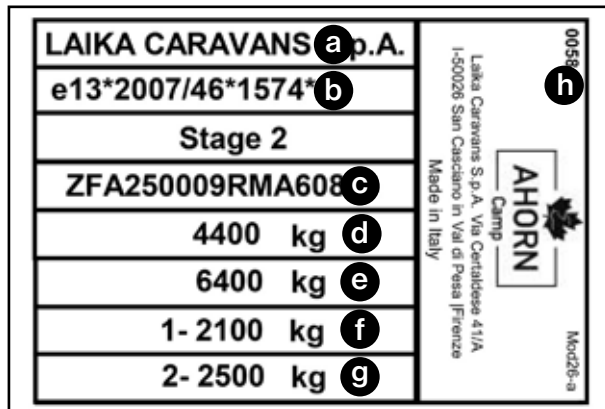 LAIKA CARAVANS S.p.A.
a
e13*2007/46*1574*
b
Stage 2
ZFA250009RMA608
c
4400 kg
d
6400 kg
e
1- 2100 kg
f
2- 2500 kg
g
0058
h
AHORN
Camp
Laika Caravans S.p.A. Via Certaldese 41/A
I-50026 San Casciano in Val di Pesa |Firenze
Made in Italy
Mod26-a